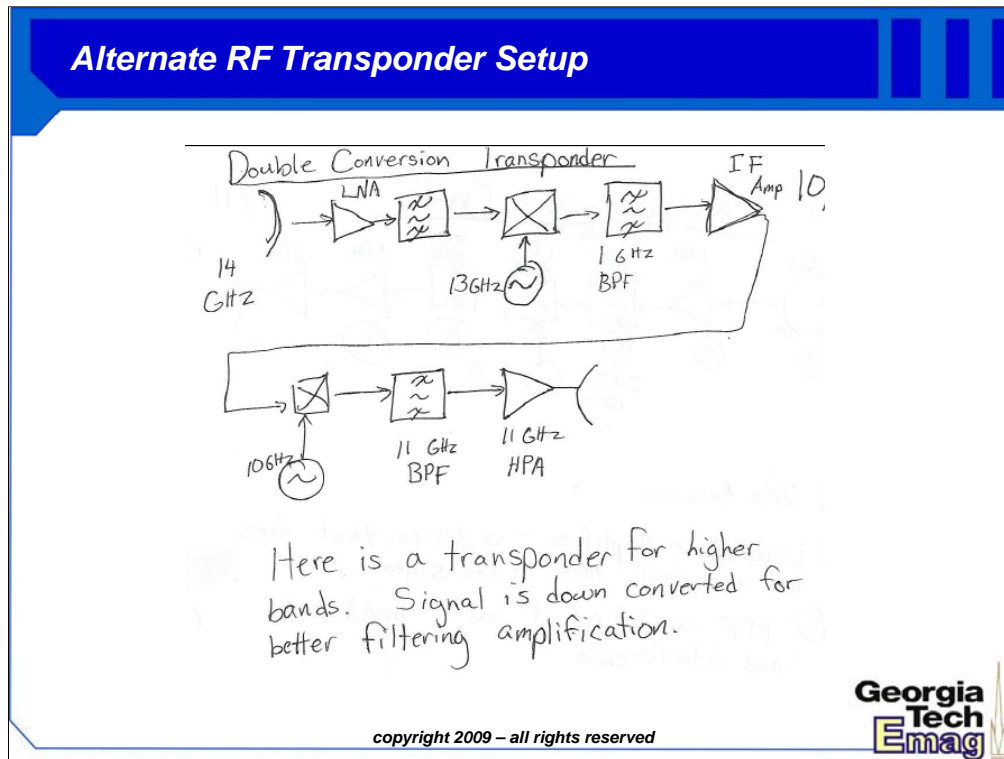 Alternate RF Transponder Setup
Double Conversion Transponder
LNA
IF
Amp
10,
14
GHz
13GHz
1 GHz
BPF
10GHz
11 GHz
BPF
11 GHz
HPA
Here is a transponder for higher
bands. Signal is down converted for
better filtering amplification.
copyright 2009 – all rights reserved
Georgia
Tech
Emag